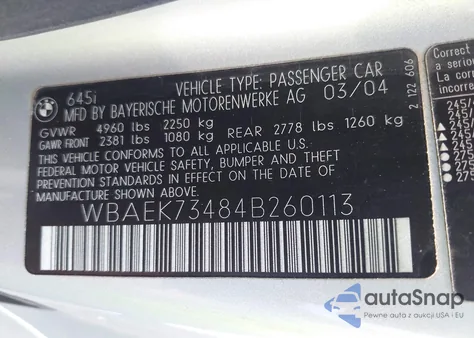 645i
VEHICLE TYPE: PASSENGER CAR
MFD BY BAYERISCHE MOTORENWERKE AG 03/04
GVWR 4960 lbs 2250 kg
GAWR FRONT 2381 lbs 1080 kg REAR 2778 lbs 1260 kg
THIS VEHICLE CONFORMS TO ALL APPLICABLE
FEDERAL MOTOR VEHICLE SAFETY, BUMPER AND THEFT
PREVENTION STANDARDS IN EFFECT ON THE DATE OF
MANUFACTURE SHOWN ABOVE
WBAEK73484B260113
2 122 606
a seriou
Vehicle
incorrect
autoSnap
Pewne auta z aukcji USA i EU